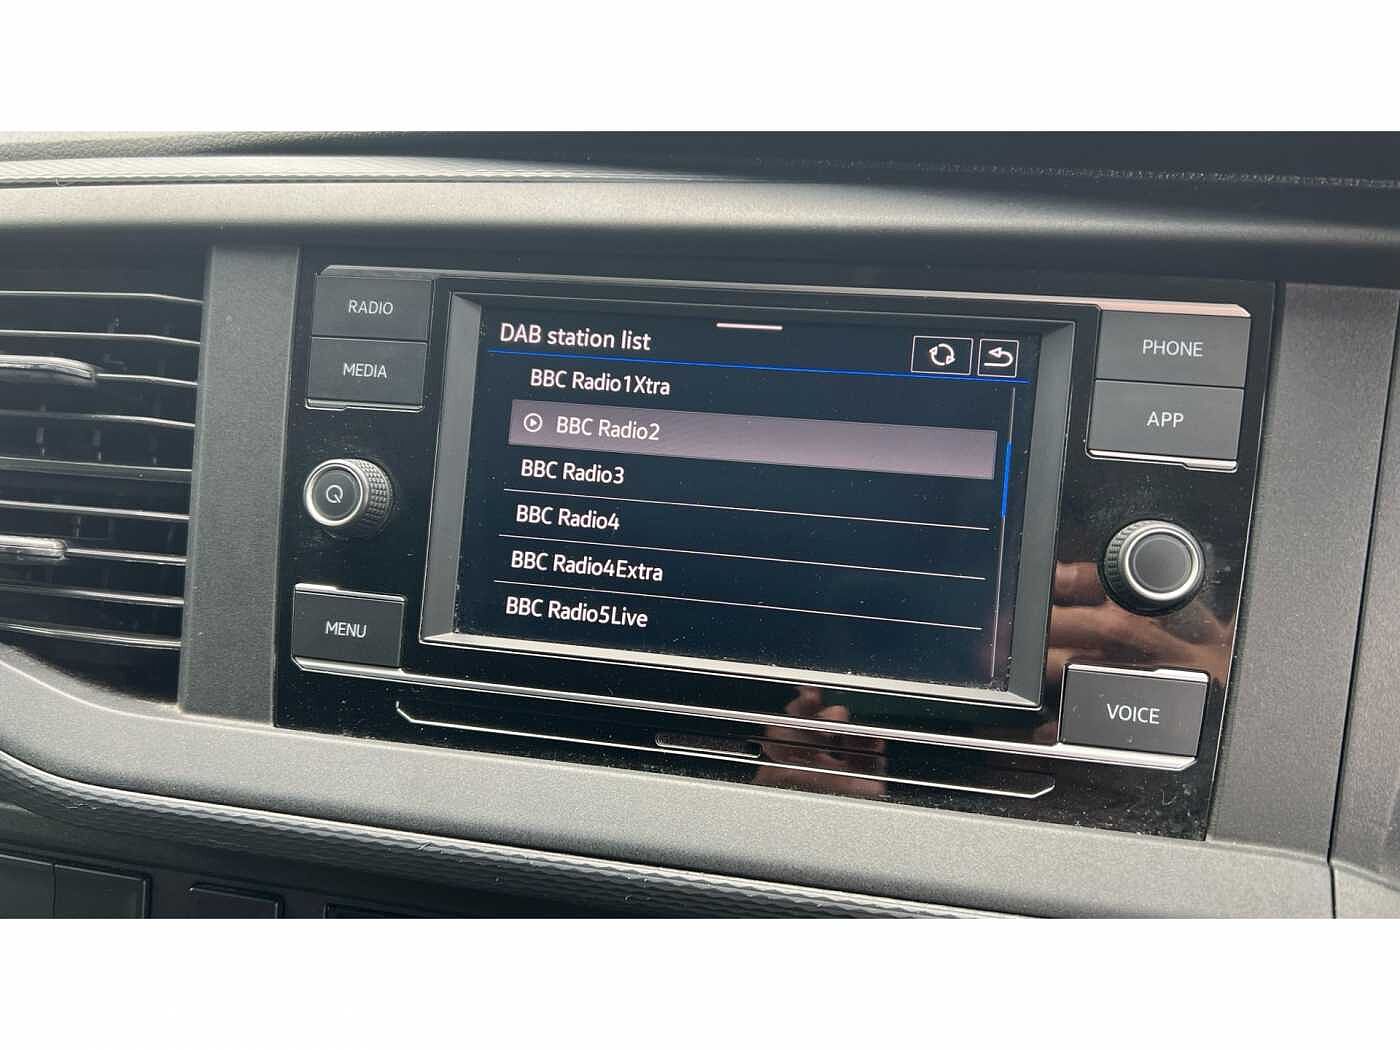 RADIO
MEDIA
MENU
DAB station list
BBC Radio1Xtra
BBC Radio2
BBC Radio3
BBC Radio4
BBC Radio4Extra
BBC Radio5Live
PHONE
APP
VOICE